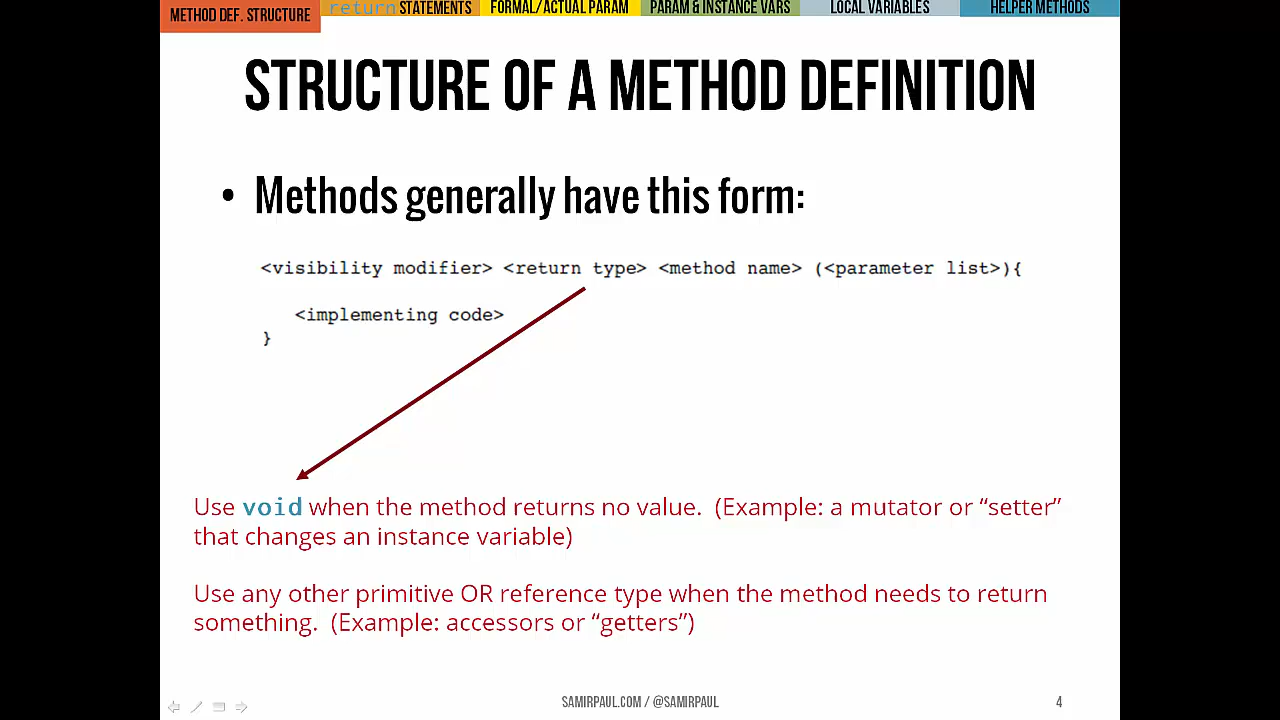 METHOD DEF. STRUCTURE
return STATEMENTS
FORMAL/ACTUAL PARAM
PARAM & INSTANCE VARS
LOCAL VARIABLES
HELPER METHODS
STRUCTURE OF A METHOD DEFINITION
• Methods generally have this form:
<visibility modifier> <return type> <method name> (<parameter list>){
<implementing code>
}
Use void when the method returns no value. (Example: a mutator or “setter”
that changes an instance variable)
Use any other primitive OR reference type when the method needs to return
something. (Example: accessors or “getters”)
SAMIRPAUL.COM / @SAMIRPAUL
4